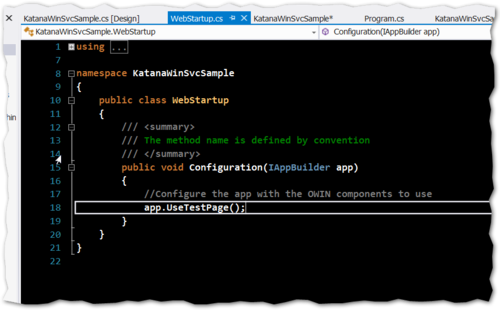 KatanaWinSvcSample.cs [Design] WebStartup.cs KatanaWinSvcSample* Program.cs KatanaWinSvcSa
KatanaWinSvcSample.WebStartup Configuration(IAppBuilder app)
1 using ...
7
8 namespace KatanaWinSvcSample
9 {
10 public class WebStartup
11 {
12 /// <summary>
13 /// The method name is defined by convention
14 /// </summary>
15 public void Configuration(IAppBuilder app)
16 {
17 //Configure the app with the OWIN components to use
18 app.UseTestPage();
19 }
20 }
21 }
22